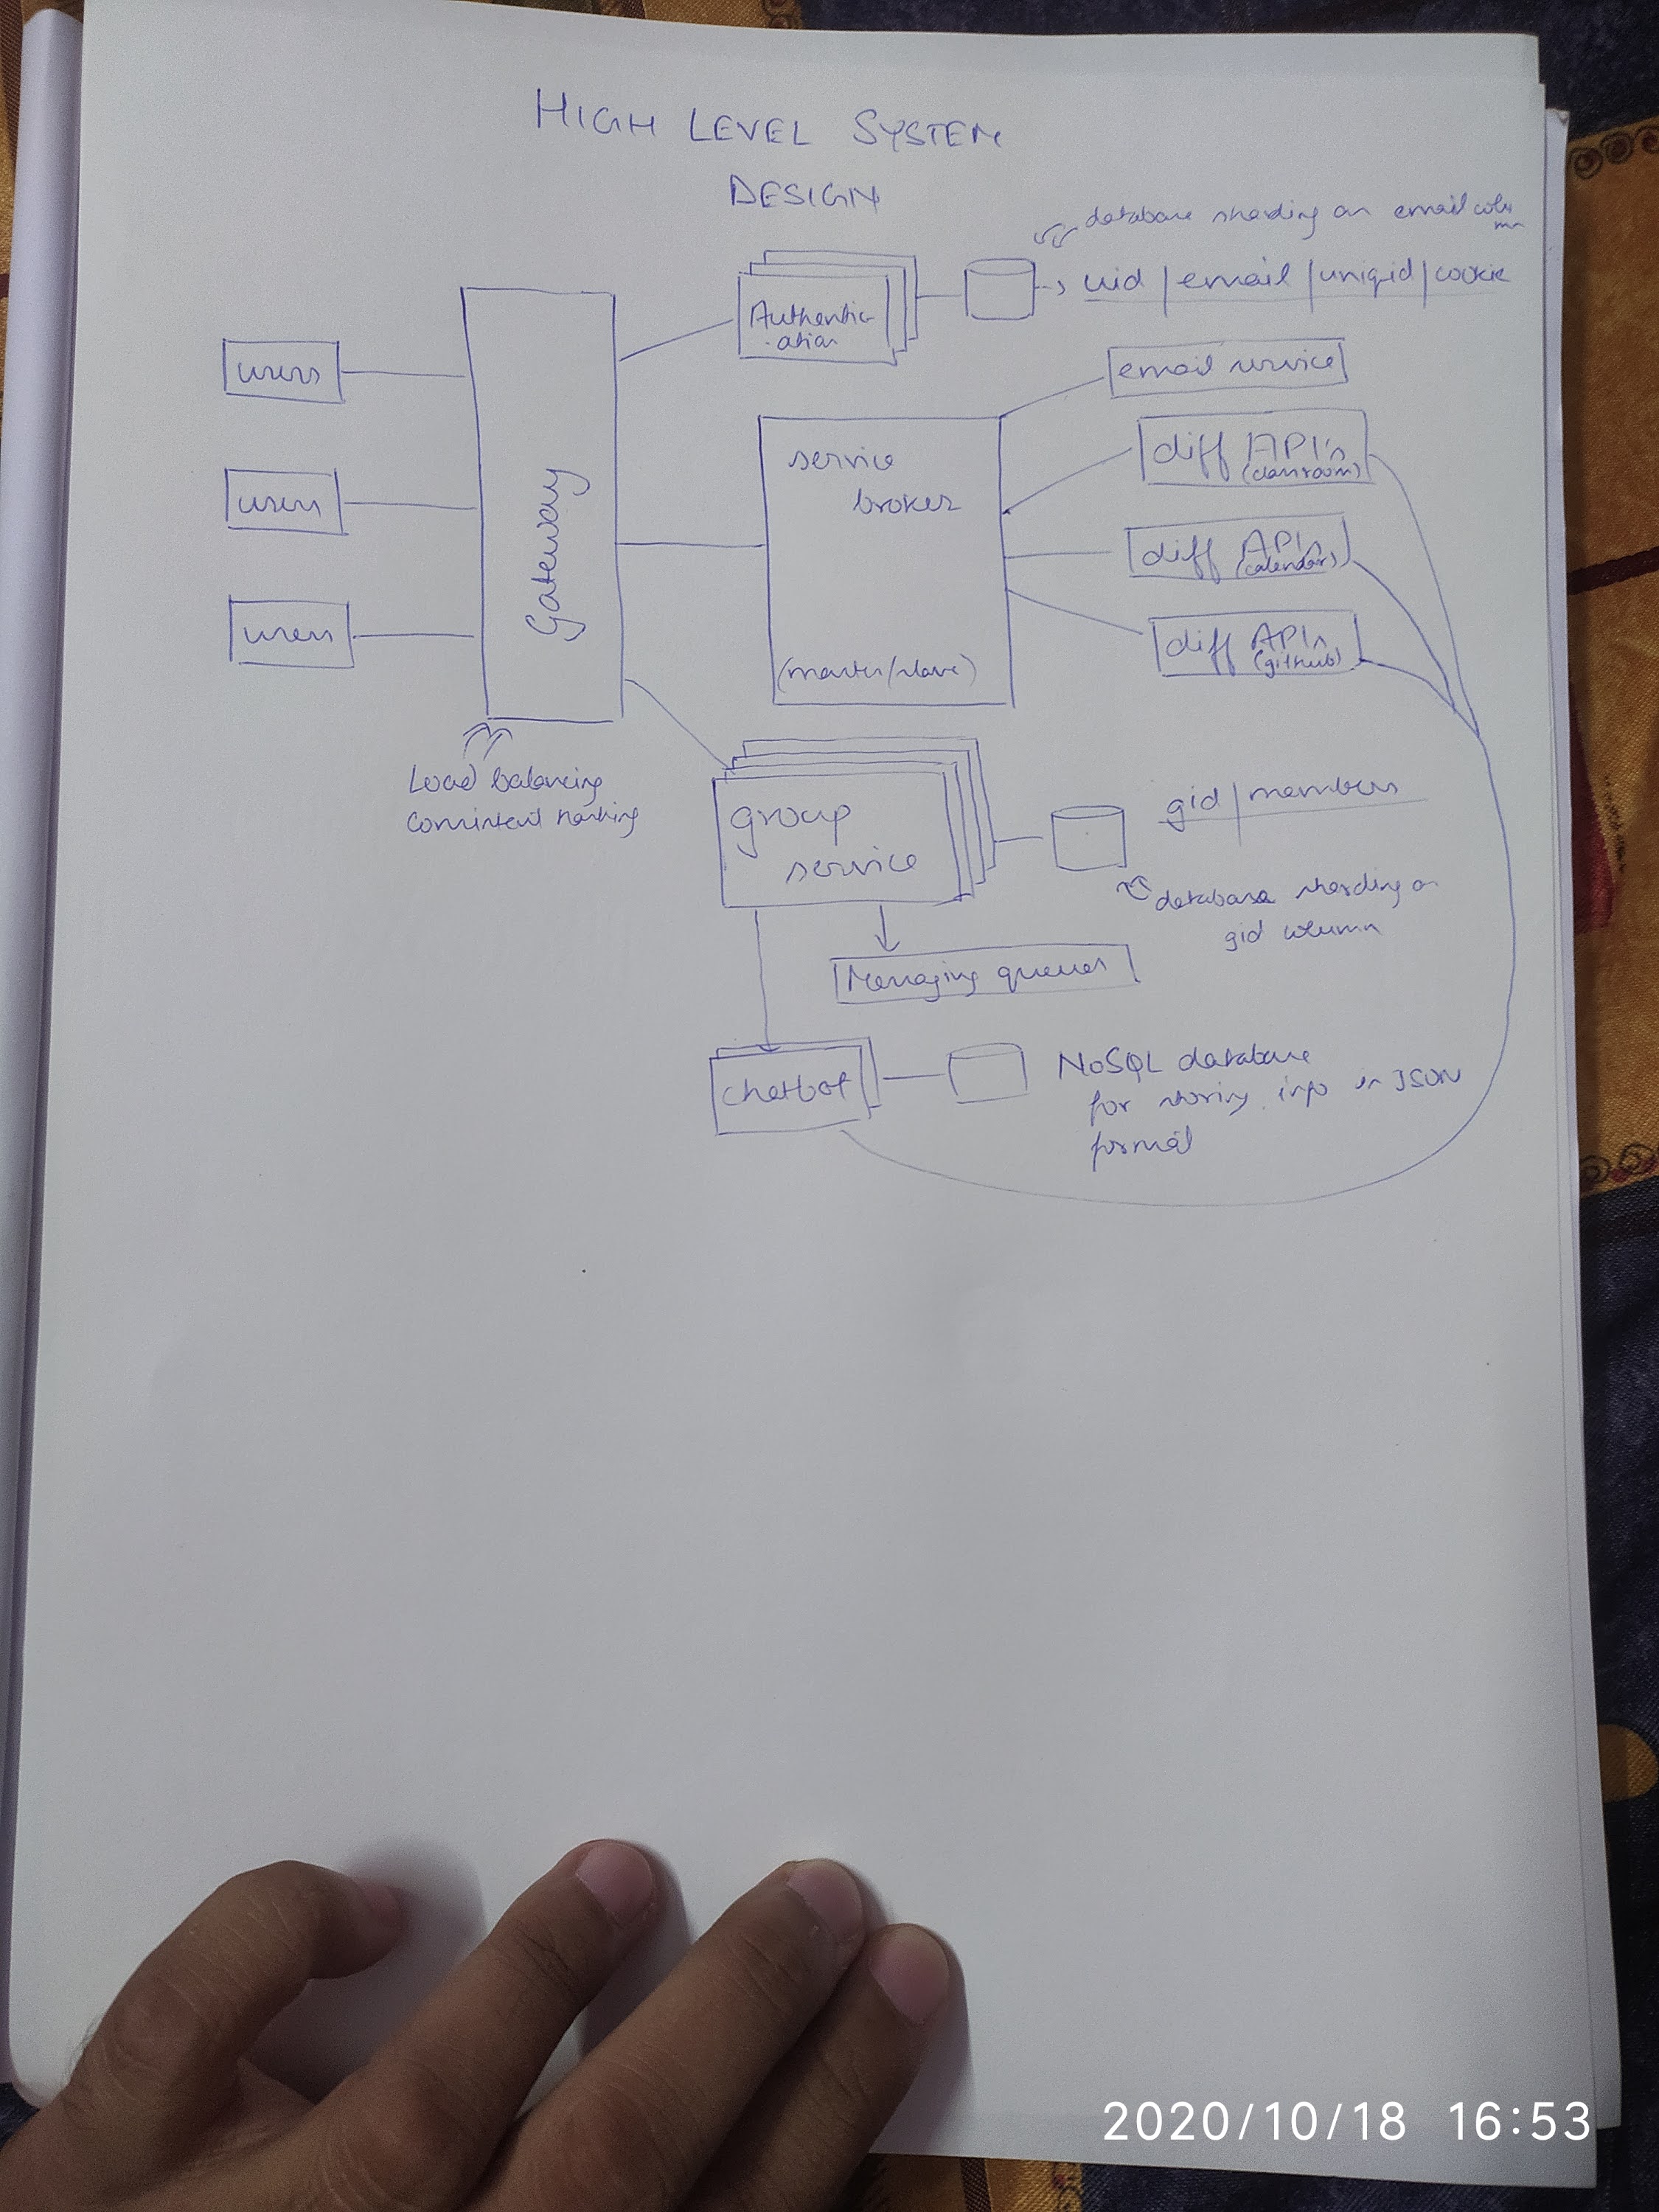 HIGH LEVEL SYSTEM
DESIGN
database sharding on email colu
mn
uid | email | uniqid | cookie
Authentic
ation
users
users
users
Gateway
Load balancing
consistent hashing
service
broker
(master/slave)
email service
diff API's
(classroom)
diff API's
(calendar)
diff API's
(github)
group
service
gid | members
database sharding on
gid column
Managing queues
chatbot
NoSQL database
for storing info in JSON
format
2020/10/18 16:53